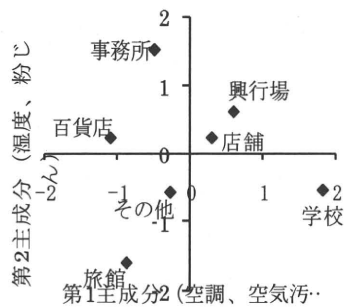 2
事務所
1
興行場
百貨店
店舗
0
-2
-1
0
1
2
その他
-1
学校
旅館
-2
第1主成分 (空調、空気汚‥
第2主成分 (湿度、粉じん)